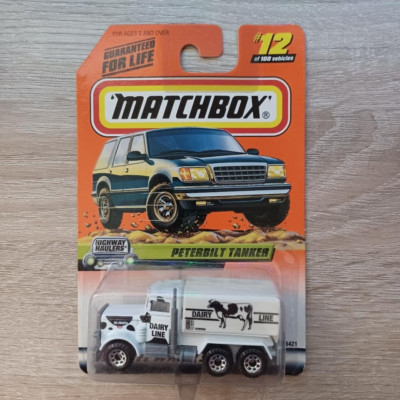 FOR AGES 3 AND OVER
GUARANTEED
FOR LIFE
#12
of 100 vehicles
MATCHBOX®
HIGHWAY
HAULERS
PETERBILT TANKER
DAIRY
LINE
DAIRY LINE